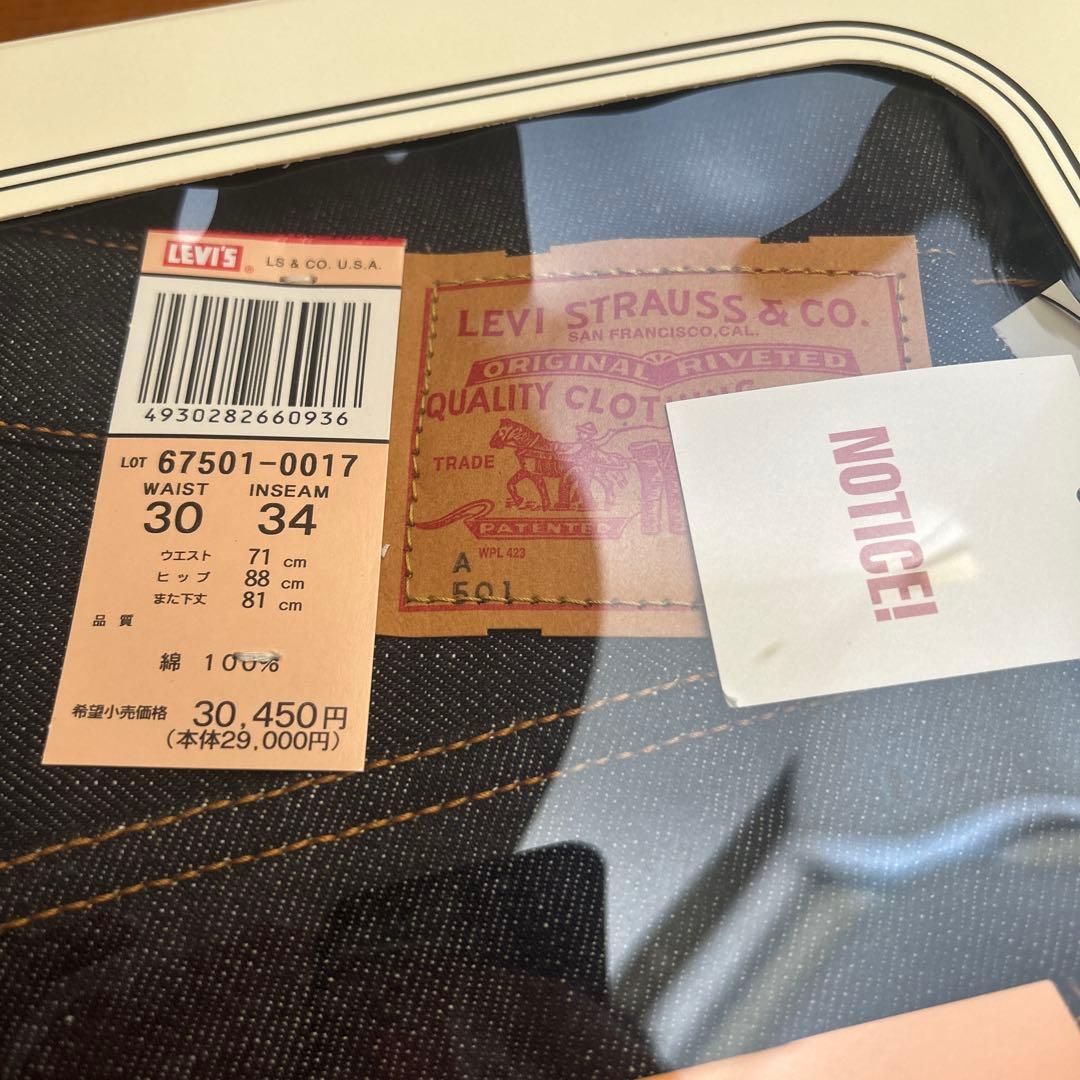 LEVI'S ® LS & CO. U.S.A.
4930282660936
LOT 67501-0017
WAIST INSEAM
30 34
ウエスト 71 cm
ヒップ 88 cm
また下丈 81 cm
品質
綿 100%
希望小売価格 30,450円
(本体29,000円)
LEVI STRAUSS & CO.
SAN FRANCISCO, CAL.
ORIGINAL RIVETED
QUALITY CLOTHING
TRADE
PATENTED
WPL 423
A
501
NOTICE!